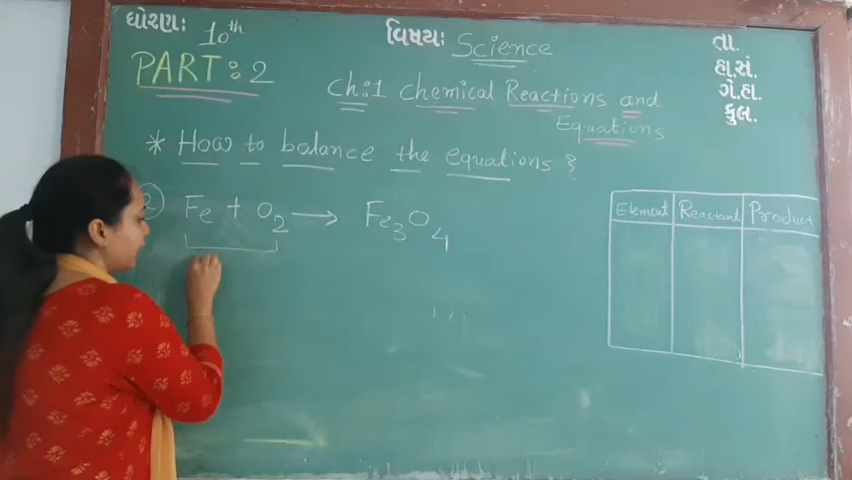 ધોરણ: 10th
વિષય: Science
તા.
હા.સં.
ગે.હા.
કુલ.
PART : 2
Ch:1 Chemical Reactions and
Equations
* How to balance the equations ?
② Fe + O2 → Fe3O4
Element Reactant Product